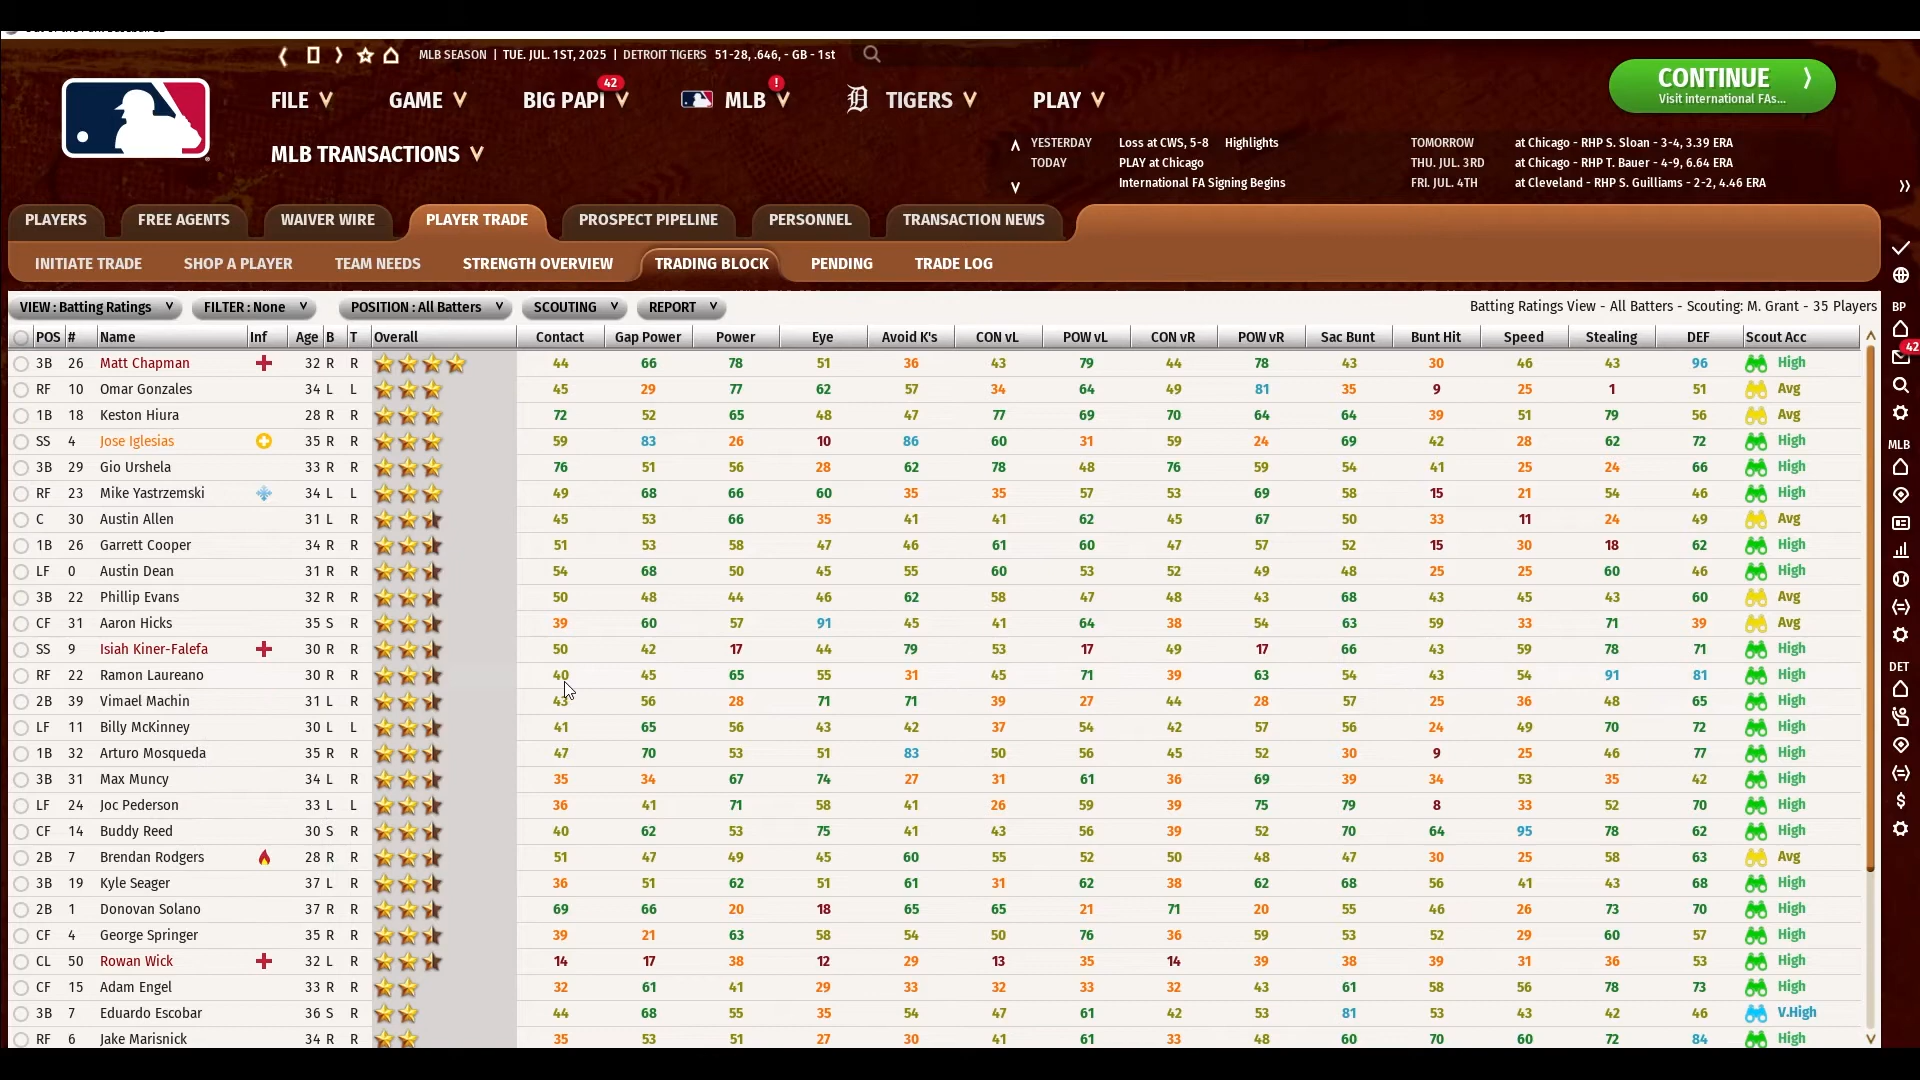 MLB SEASON | TUE. JUL. 1ST, 2025 | DETROIT TIGERS 51-28, .646, - GB - 1st
CONTINUE
Visit international FAs...
42
!
FILE GAME BIG PAPI MLB TIGERS PLAY
MLB TRANSACTIONS
YESTERDAY Loss at CWS, 5-8 Highlights TOMORROW at Chicago - RHP S. Sloan - 3-4, 3.39 ERA
TODAY PLAY at Chicago THU. JUL. 3RD at Chicago - RHP T. Bauer - 4-9, 6.64 ERA
International FA Signing Begins FRI. JUL. 4TH at Cleveland - RHP S. Guilliams - 2-2, 4.46 ERA
PLAYERS FREE AGENTS WAIVER WIRE PLAYER TRADE PROSPECT PIPELINE PERSONNEL TRANSACTION NEWS
INITIATE TRADE SHOP A PLAYER TEAM NEEDS STRENGTH OVERVIEW TRADING BLOCK PENDING TRADE LOG
VIEW : Batting Ratings FILTER : None POSITION : All Batters SCOUTING REPORT Batting Ratings View - All Batters - Scouting: M. Grant - 35 Players
POS # Name Inf Age B T Overall Contact Gap Power Power Eye Avoid K's CON vL POW vL CON vR POW vR Sac Bunt Bunt Hit Speed Stealing DEF Scout Acc
3B 26 Matt Chapman 32 R R 44 66 78 51 36 43 79 44 78 43 30 46 43 96 High
RF 10 Omar Gonzales 34 L L 45 29 77 62 57 34 64 49 81 35 9 25 1 51 Avg
1B 18 Keston Hiura 28 R R 72 52 65 48 47 77 69 70 64 64 39 51 79 56 Avg
SS 4 Jose Iglesias 35 R R 59 83 26 10 86 60 31 59 24 69 42 28 62 72 High
3B 29 Gio Urshela 33 R R 76 51 56 28 62 78 48 76 59 54 41 25 24 66 High
RF 23 Mike Yastrzemski 34 L L 49 68 66 60 35 35 57 53 69 58 15 21 54 46 High
C 30 Austin Allen 31 L R 45 53 66 35 41 41 62 45 67 50 33 11 24 49 Avg
1B 26 Garrett Cooper 34 R R 51 53 58 47 46 61 60 47 57 52 15 30 18 62 High
LF 0 Austin Dean 31 R R 54 68 50 45 55 60 53 52 49 48 25 25 60 46 High
3B 22 Phillip Evans 32 R R 50 48 44 46 62 58 47 48 43 68 43 45 43 60 Avg
CF 31 Aaron Hicks 35 S R 39 60 57 91 45 41 64 38 54 63 59 33 71 39 Avg
SS 9 Isiah Kiner-Falefa 30 R R 50 42 17 44 79 53 17 49 17 66 43 59 60 71 High
RF 22 Ramon Laureano 30 R R 40 45 65 55 31 45 71 39 63 54 43 54 91 81 High
2B 39 Vimael Machin 31 L R 43 56 28 71 71 39 27 44 28 57 25 36 48 65 High
LF 11 Billy McKinney 30 L L 41 65 56 43 42 37 54 42 57 56 24 49 70 72 High
1B 32 Arturo Mosqueda 35 R R 47 70 53 51 83 50 56 45 52 30 9 25 46 77 High
3B 31 Max Muncy 34 L R 35 34 67 74 27 31 61 36 69 39 34 53 35 42 High
LF 24 Joc Pederson 33 L L 36 41 71 58 41 26 59 39 75 79 8 33 52 70 High
CF 14 Buddy Reed 30 S R 40 62 53 75 41 43 56 39 52 70 64 95 78 62 High
2B 7 Brendan Rodgers 28 R R 51 47 49 45 60 55 52 50 48 47 30 25 58 63 Avg
3B 19 Kyle Seager 37 L R 36 51 62 51 61 31 62 38 62 68 56 41 43 68 High
2B 1 Donovan Solano 37 R R 69 66 20 18 65 65 21 71 20 55 46 26 73 70 High
CF 4 George Springer 35 R R 39 21 63 58 54 50 76 36 59 53 52 29 60 57 High
CL 50 Rowan Wick 32 L R 14 17 38 12 29 13 35 14 39 38 39 31 36 53 High
CF 15 Adam Engel 33 R R 32 61 41 29 33 32 33 32 43 61 58 56 78 73 High
3B 7 Eduardo Escobar 36 S R 44 68 55 35 54 47 61 42 53 81 53 43 42 46 V.High
RF 6 Jake Marisnick 34 R R 35 53 51 27 30 41 61 33 48 60 70 60 72 84 High
BP
42
MLB
DET
$